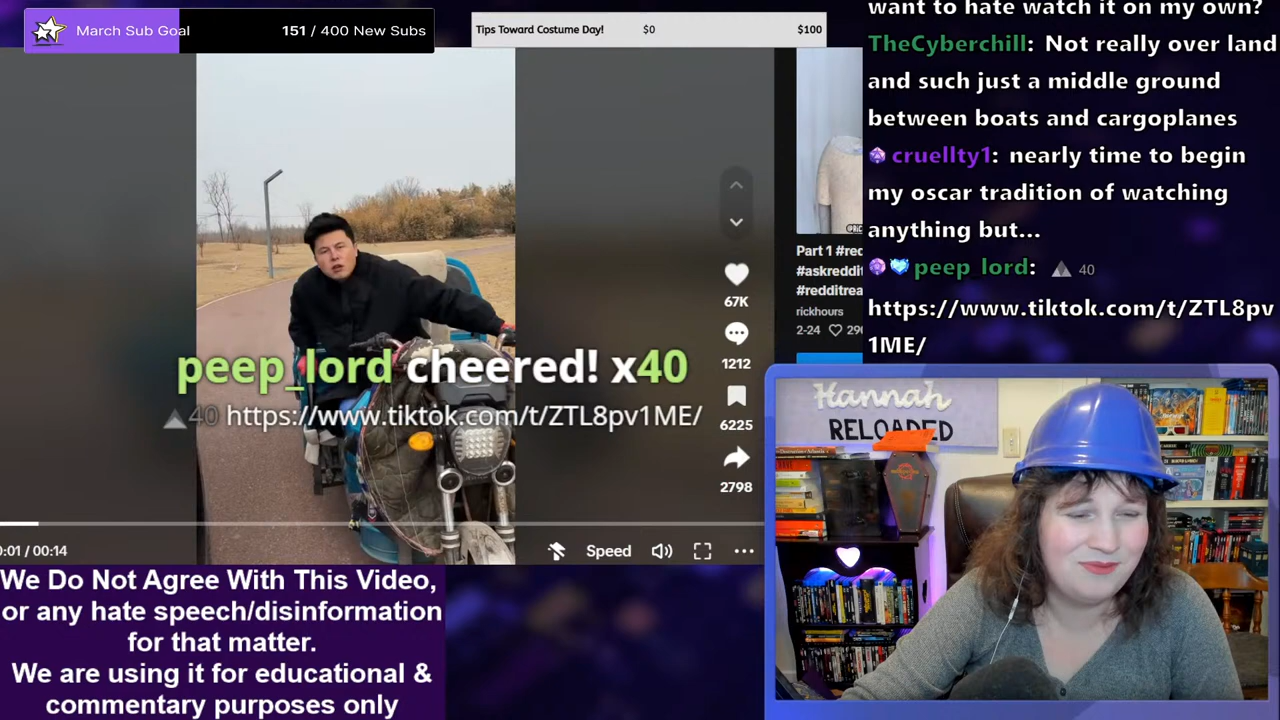 March Sub Goal
151 / 400 New Subs
Tips Toward Costume Day!
$0
$100
want to hate watch it on my own?
TheCyberchill: Not really over land
and such just a middle ground
between boats and cargoplanes
cruellty1: nearly time to begin
my oscar tradition of watching
anything but...
peep_lord: 40
https://www.tiktok.com/t/ZTL8pv
1ME/
67K
1212
6225
2798
Part 1 #red
#askreddit
#redditrea
rickhours
2-24
290
peep_lord cheered! x40
40 https://www.tiktok.com/t/ZTL8pv1ME/
0:01 / 00:14
Speed
We Do Not Agree With This Video,
or any hate speech/disinformation
for that matter.
We are using it for educational &
commentary purposes only
Hannah
RELOADED